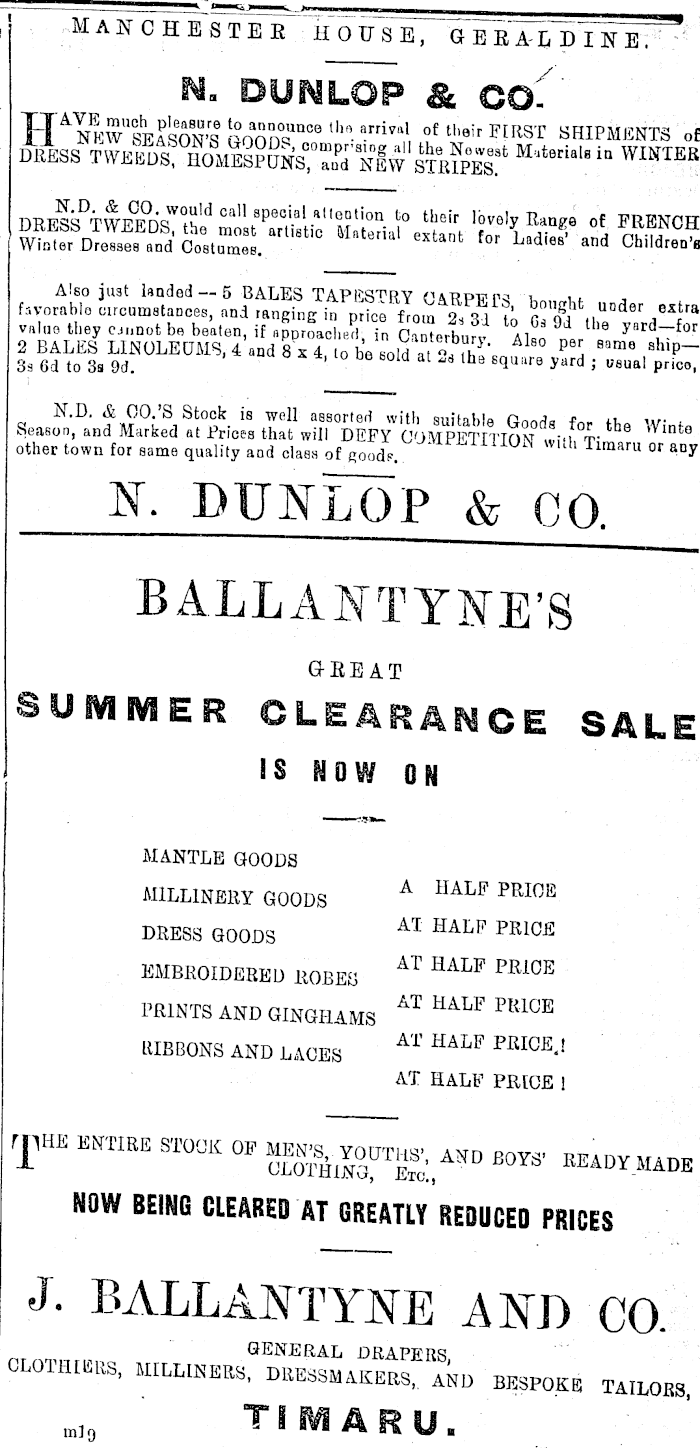 MANCHESTER HOUSE, GERALDINE.
N. DUNLOP & CO.
HAVE much pleasure to announce the arrival of their FIRST SHIPMENTS of
NEW SEASON'S GOODS, comprising all the Newest Materials in WINTER
DRESS TWEEDS, HOMESPUNS, and NEW STRIPES.
N.D. & CO. would call special attention to their lovely Range of FRENCH
DRESS TWEEDS, the most artistic Material extant for Ladies' and Children's
Winter Dresses and Costumes.
Also just landed—5 BALES TAPESTRY CARPETS, bought under extra
favorable circumstances, and ranging in price from 2s 3d to 6s 9d the yard—for
value they cannot be beaten, if approached, in Canterbury. Also per same ship—
2 BALES LINOLEUMS, 4 and 8 x 4, to be sold at 2s the square yard; usual price,
3s 6d to 3s 9d.
N.D. & CO.'S Stock is well assorted with suitable Goods for the Winte
Season, and Marked at Prices that will DEFY COMPETITION with Timaru or any
other town for same quality and class of goods.
N. DUNLOP & CO.
BALLANTYNE'S
GREAT
SUMMER CLEARANCE SALE
IS NOW ON
MANTLE GOODS A HALF PRICE
MILLINERY GOODS AT HALF PRICE
DRESS GOODS AT HALF PRICE
EMBROIDERED ROBES AT HALF PRICE
PRINTS AND GINGHAMS AT HALF PRICE!
RIBBONS AND LACES AT HALF PRICE!
THE ENTIRE STOCK OF MEN'S, YOUTHS', AND BOYS' READY MADE
CLOTHING, ETC.,
NOW BEING CLEARED AT GREATLY REDUCED PRICES
J. BALLANTYNE AND CO.
GENERAL DRAPERS,
CLOTHIERS, MILLINERS, DRESSMAKERS, AND BESPOKE TAILORS,
TIMARU.
m19